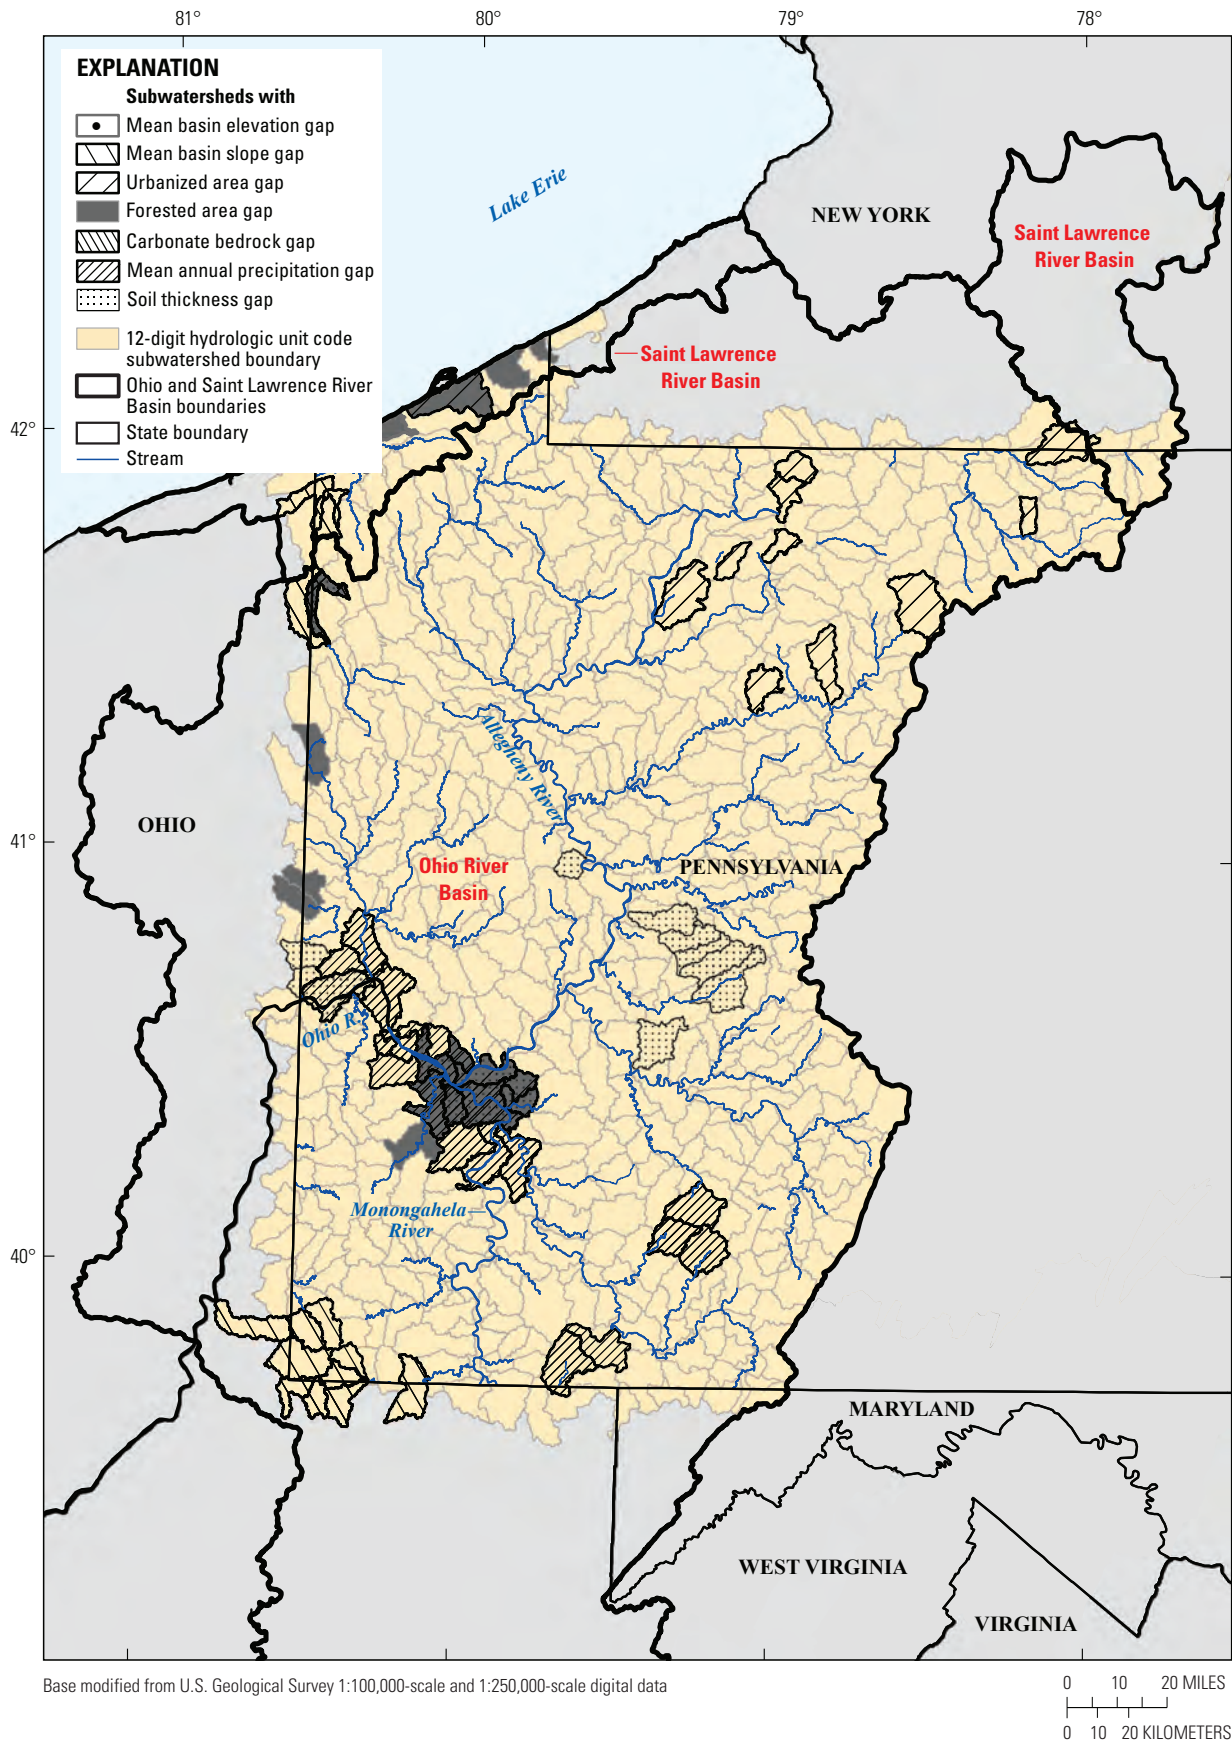 81°
80°
79°
78°
EXPLANATION
Subwatersheds with
Mean basin elevation gap
Mean basin slope gap
Urbanized area gap
Forested area gap
Carbonate bedrock gap
Mean annual precipitation gap
Soil thickness gap
12-digit hydrologic unit code
subwatershed boundary
Ohio and Saint Lawrence River
Basin boundaries
State boundary
Stream
Lake Erie
NEW YORK
Saint Lawrence
River Basin
Saint Lawrence
River Basin
42°
Allegheny River
OHIO
41°
Ohio River
Basin
PENNSYLVANIA
Ohio R.
Monongahela
River
40°
MARYLAND
WEST VIRGINIA
VIRGINIA
Base modified from U.S. Geological Survey 1:100,000-scale and 1:250,000-scale digital data
0 10 20 MILES
0 10 20 KILOMETERS